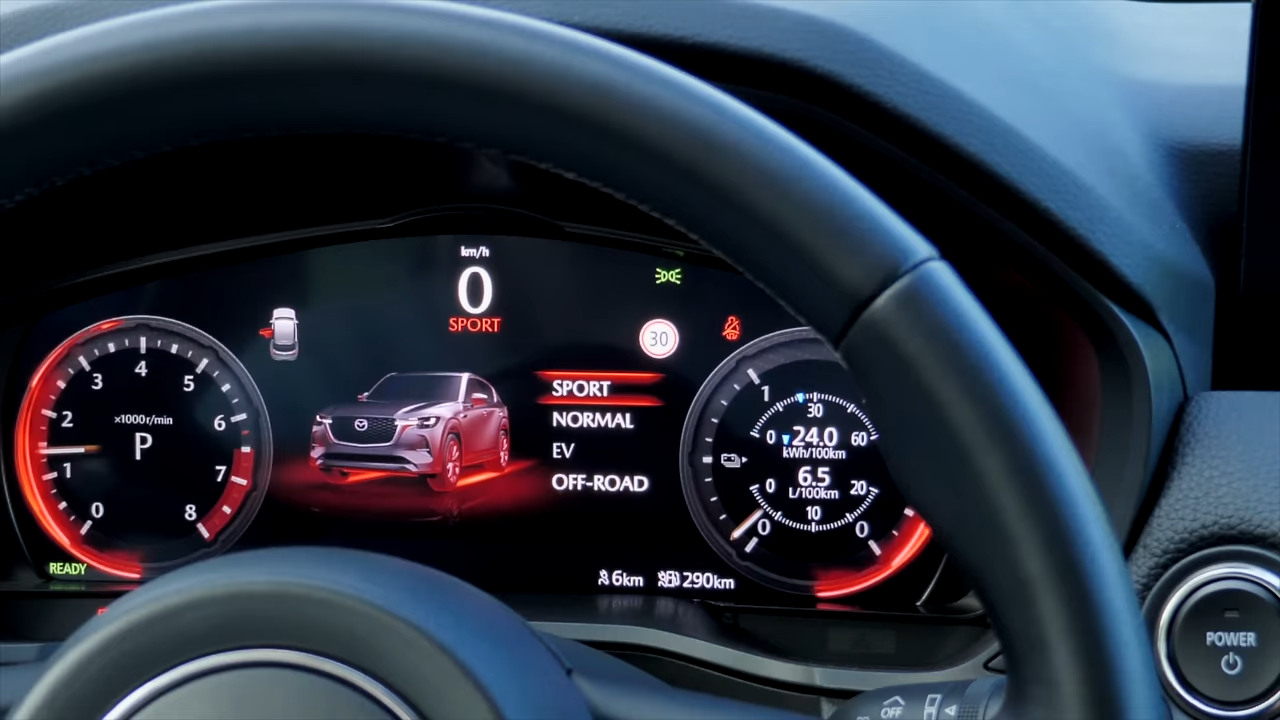 km/h
0
SPORT
30
SPORT
NORMAL
EV
OFF-ROAD
0
1
2
3
4
5
6
7
8
x1000r/min
P
READY
1
30
0
24.0
60
kWh/100km
6.5
0
20
L/100km
10
0
0
6km
290km
POWER
OFF